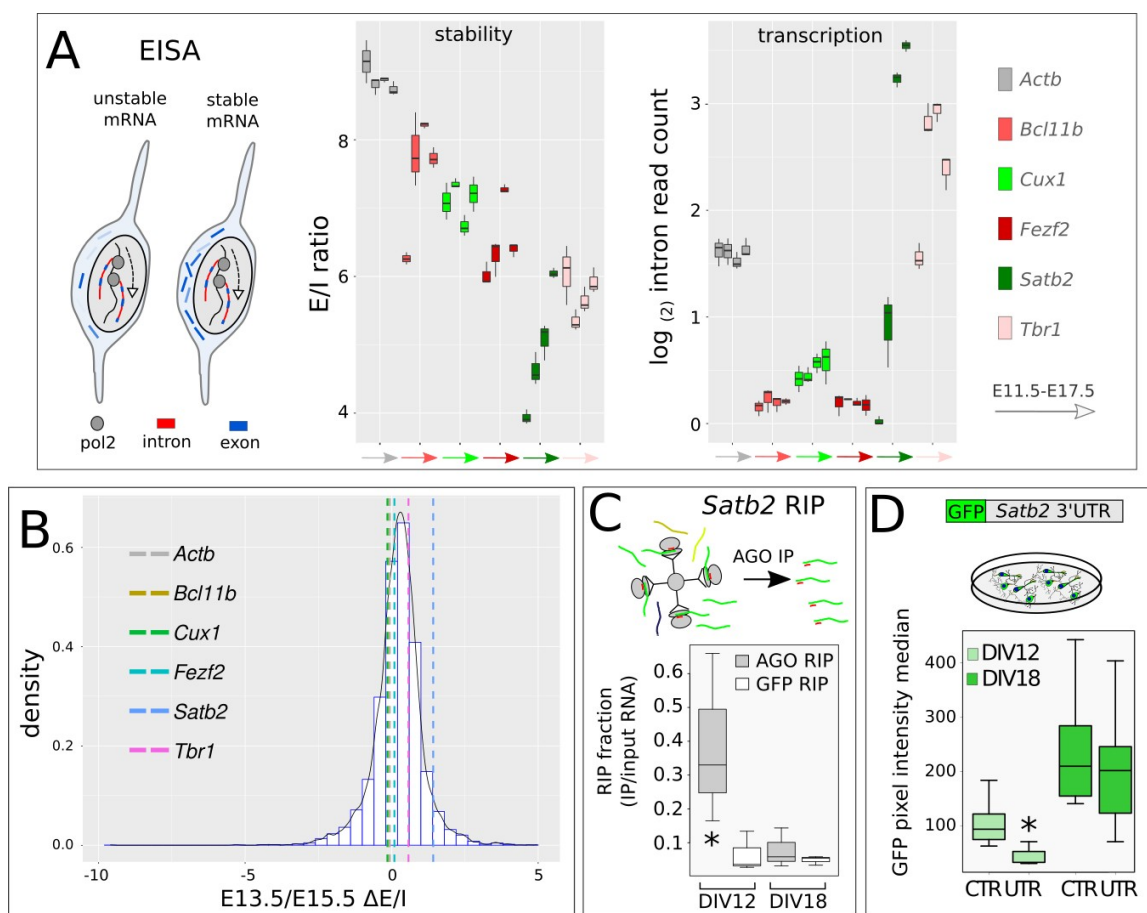 A
EISA
unstable
mRNA
stable
mRNA
pol2
intron
exon
stability
E/I ratio
8
6
4
transcription
log (2) intron read count
3
2
1
0
Actb
Bcl11b
Cux1
Fezf2
Satb2
Tbr1
E11.5-E17.5
B
density
0.6
0.4
0.2
0.0
Actb
Bcl11b
Cux1
Fezf2
Satb2
Tbr1
-10
-5
0
5
E13.5/E15.5 ΔE/I
C
Satb2 RIP
AGO IP
RIP fraction
(IP/input RNA)
0.6
0.5
0.4
0.3
0.2
0.1
AGO RIP
GFP RIP
*
DIV12
DIV18
D
GFP Satb2 3'UTR
GFP pixel intensity median
400
300
200
100
DIV12
DIV18
*
CTR UTR
CTR UTR